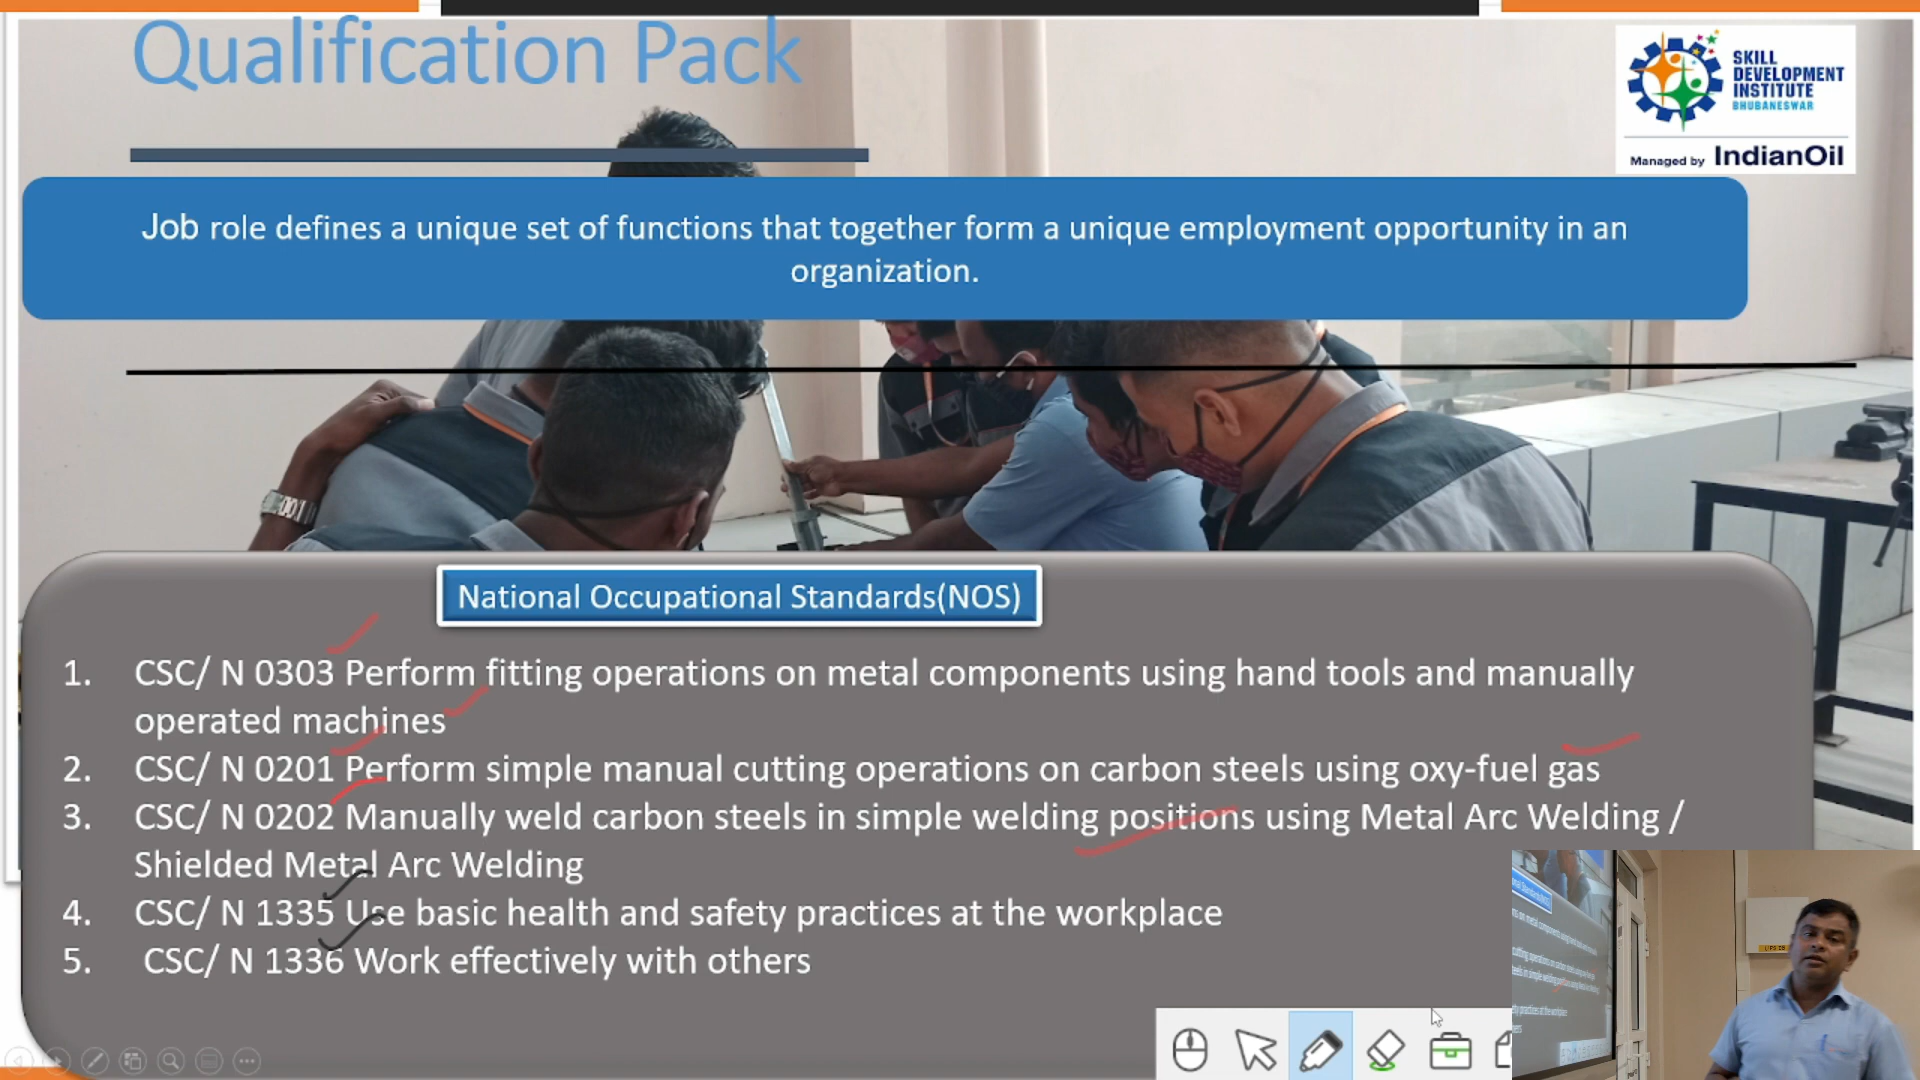 Qualification Pack
SKILL
DEVELOPMENT
INSTITUTE
BHUBANESWAR
Managed by IndianOil
Job role defines a unique set of functions that together form a unique employment opportunity in an
organization.
National Occupational Standards(NOS)
1. CSC/ N 0303 Perform fitting operations on metal components using hand tools and manually
operated machines
2. CSC/ N 0201 Perform simple manual cutting operations on carbon steels using oxy-fuel gas
3. CSC/ N 0202 Manually weld carbon steels in simple welding positions using Metal Arc Welding /
Shielded Metal Arc Welding
4. CSC/ N 1335 Use basic health and safety practices at the workplace
5. CSC/ N 1336 Work effectively with others